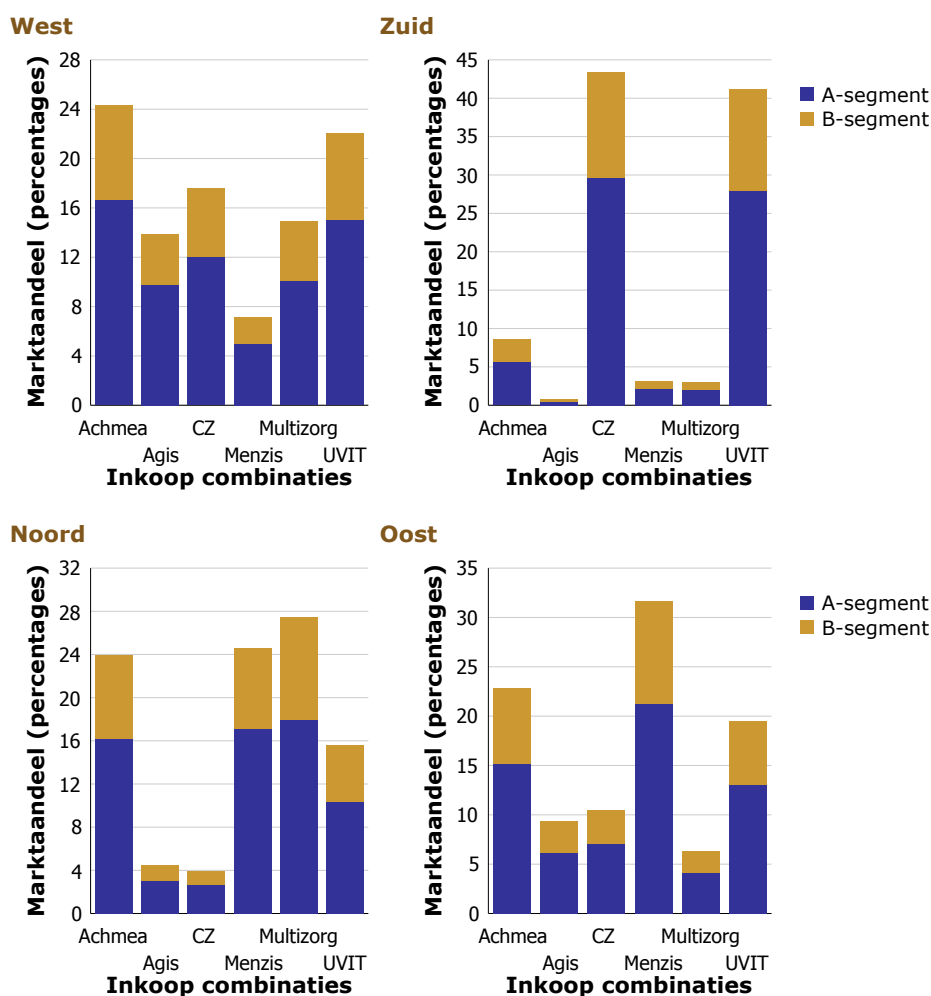 West
Marktaandeel (percentages)
28
24
20
16
12
8
4
0
Achmea
Agis
CZ
Menzis
Multizorg
UVIT
Inkoop combinaties
Zuid
Marktaandeel (percentages)
45
40
35
30
25
20
15
10
5
0
Achmea
Agis
CZ
Menzis
Multizorg
UVIT
Inkoop combinaties
A-segment
B-segment
Noord
Marktaandeel (percentages)
32
28
24
20
16
12
8
4
0
Achmea
Agis
CZ
Menzis
Multizorg
UVIT
Inkoop combinaties
Oost
Marktaandeel (percentages)
35
30
25
20
15
10
5
0
Achmea
Agis
CZ
Menzis
Multizorg
UVIT
Inkoop combinaties
A-segment
B-segment